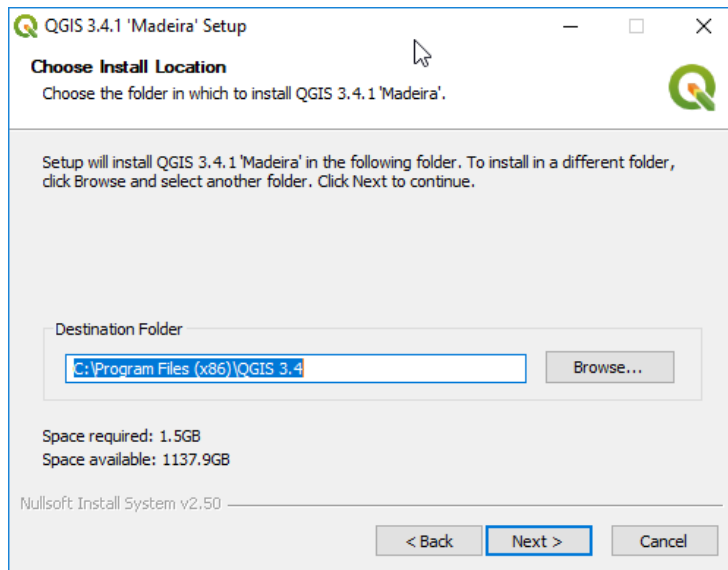 QGIS 3.4.1 'Madeira' Setup
Choose Install Location
Choose the folder in which to install QGIS 3.4.1 'Madeira'.
Setup will install QGIS 3.4.1 'Madeira' in the following folder. To install in a different folder,
click Browse and select another folder. Click Next to continue.
Destination Folder
C:\Program Files (x86)\QGIS 3.4
Browse...
Space required: 1.5GB
Space available: 1137.9GB
Nullsoft Install System v2.50
< Back Next > Cancel